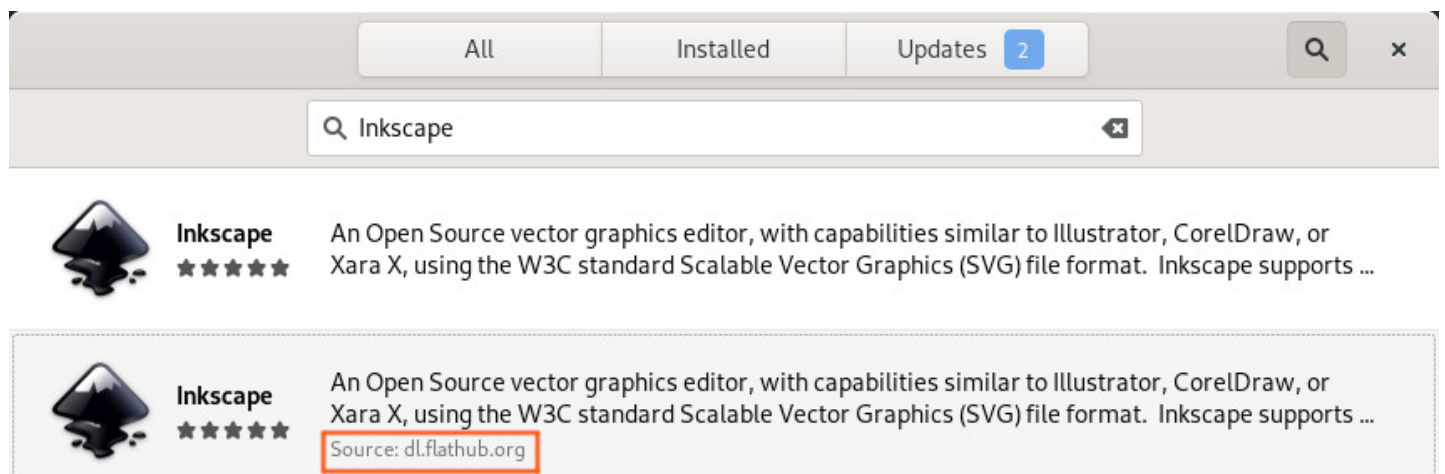 All Installed Updates 2
Inkscape
Inkscape
An Open Source vector graphics editor, with capabilities similar to Illustrator, CorelDraw, or
Xara X, using the W3C standard Scalable Vector Graphics (SVG) file format. Inkscape supports ...
Inkscape
An Open Source vector graphics editor, with capabilities similar to Illustrator, CorelDraw, or
Xara X, using the W3C standard Scalable Vector Graphics (SVG) file format. Inkscape supports ...
Source: dl.flathub.org